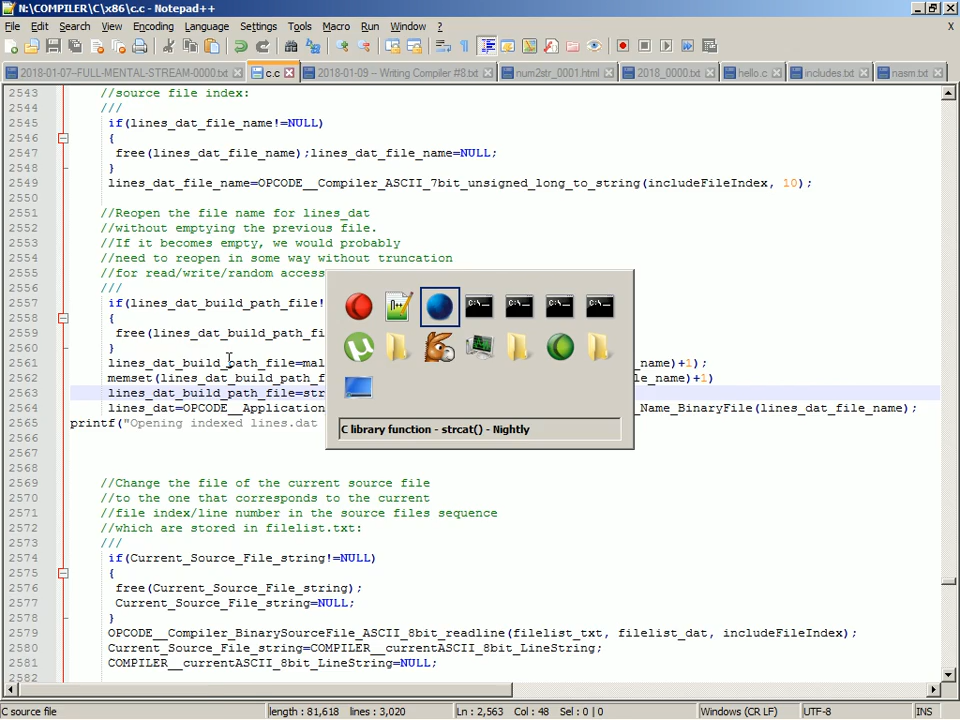 N:\COMPILER\C\x86\c.c - Notepad++
File Edit Search View Encoding Language Settings Tools Macro Run Window ? X
2018-01-07--FULL-MENTAL-STREAM-0000.txt c.c 2018-01-09 -- Writing Compiler #8.txt num2str_0001.html 2018_0000.txt hello.c includes.txt nasm.txt
2543 //source file index:
2544 ///
2545 if(lines_dat_file_name!=NULL)
2546 {
2547 free(lines_dat_file_name);lines_dat_file_name=NULL;
2548 }
2549 lines_dat_file_name=OPCODE__Compiler_ASCII_7bit_unsigned_long_to_string(includeFileIndex, 10);
2550
2551 //Reopen the file name for lines_dat
2552 //without emptying the previous file.
2553 //If it becomes empty, we would probably
2554 //need to reopen in some way without truncation
2555 //for read/write/random access
2556 ///
2557 if(lines_dat_build_path_file!
2558 {
2559 free(lines_dat_build_path_fi
2560 }
2561 lines_dat_build_path_file=mal _name)+1);
2562 memset(lines_dat_build_path_f le_name)+1)
2563 lines_dat_build_path_file=str
2564 lines_dat=OPCODE__Application _Name_BinaryFile(lines_dat_file_name);
2565 printf("Opening indexed lines.dat
2566
2567
2568
2569 //Change the file of the current source file
2570 //to the one that corresponds to the current
2571 //file index/line number in the source files sequence
2572 //which are stored in filelist.txt:
2573 ///
2574 if(Current_Source_File_string!=NULL)
2575 {
2576 free(Current_Source_File_string);
2577 Current_Source_File_string=NULL;
2578 }
2579 OPCODE__Compiler_BinarySourceFile_ASCII_8bit_readline(filelist_txt, filelist_dat, includeFileIndex);
2580 Current_Source_File_string=COMPILER__currentASCII_8bit_LineString;
2581 COMPILER__currentASCII_8bit_LineString=NULL;
2582
C:\_ C:\_ C:\_ C:\_
C library function - strcat() - Nightly
C source file length : 81,618 lines : 3,020 Ln : 2,563 Col : 48 Sel : 0 | 0 Windows (CR LF) UTF-8 INS